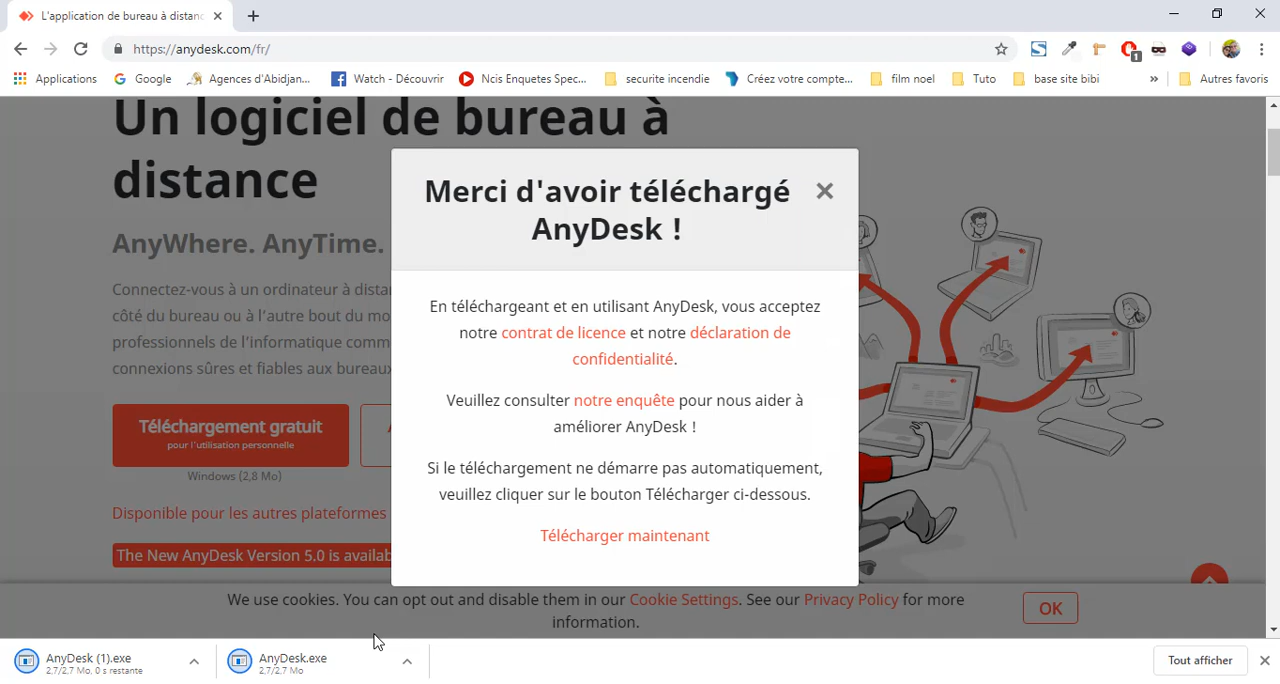 L'application de bureau à distanc
https://anydesk.com/fr/
1
Applications
Google
Agences d'Abidjan...
Watch - Découvrir
Ncis Enquetes Spec...
securite incendie
Créez votre compte...
film noel
Tuto
base site bibi
»
Autres favoris
Un logiciel de bureau à
distance
AnyWhere. AnyTime.
Connectez-vous à un ordinateur à dista
côté du bureau ou à l'autre bout du mo
professionnels de l'informatique comm
connexions sûres et fiables aux bureau
Téléchargement gratuit
pour l'utilisation personnelle
Windows (2,8 Mo)
Disponible pour les autres plateformes
The New AnyDesk Version 5.0 is availab
Merci d'avoir téléchargé
AnyDesk !
En téléchargeant et en utilisant AnyDesk, vous acceptez
notre contrat de licence et notre déclaration de
confidentialité.
Veuillez consulter notre enquête pour nous aider à
améliorer AnyDesk !
Si le téléchargement ne démarre pas automatiquement,
veuillez cliquer sur le bouton Télécharger ci-dessous.
Télécharger maintenant
We use cookies. You can opt out and disable them in our Cookie Settings. See our Privacy Policy for more
information.
OK
AnyDesk (1).exe
2,7/2,7 Mo, 0 s restante
AnyDesk.exe
2,7/2,7 Mo
Tout afficher